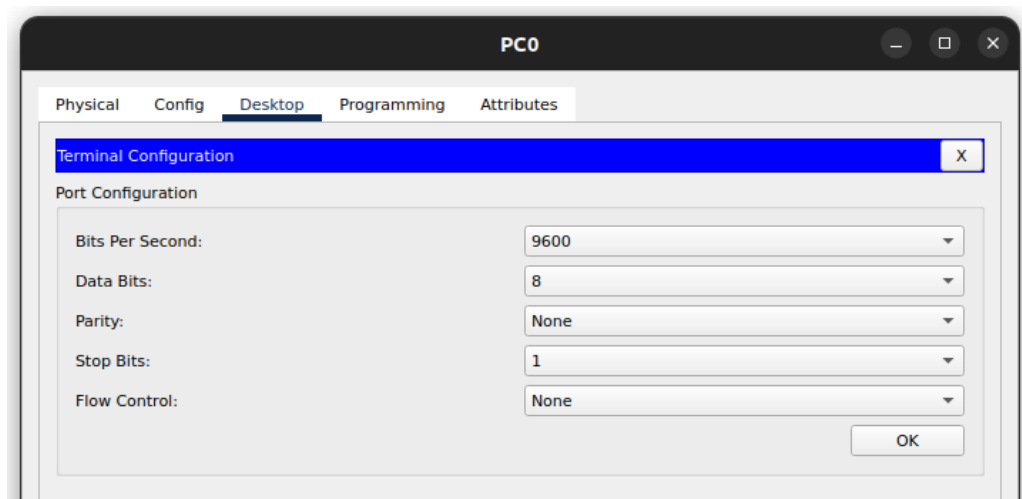 PC0
Physical Config Desktop Programming Attributes
Terminal Configuration X
Port Configuration
Bits Per Second: 9600
Data Bits: 8
Parity: None
Stop Bits: 1
Flow Control: None
OK